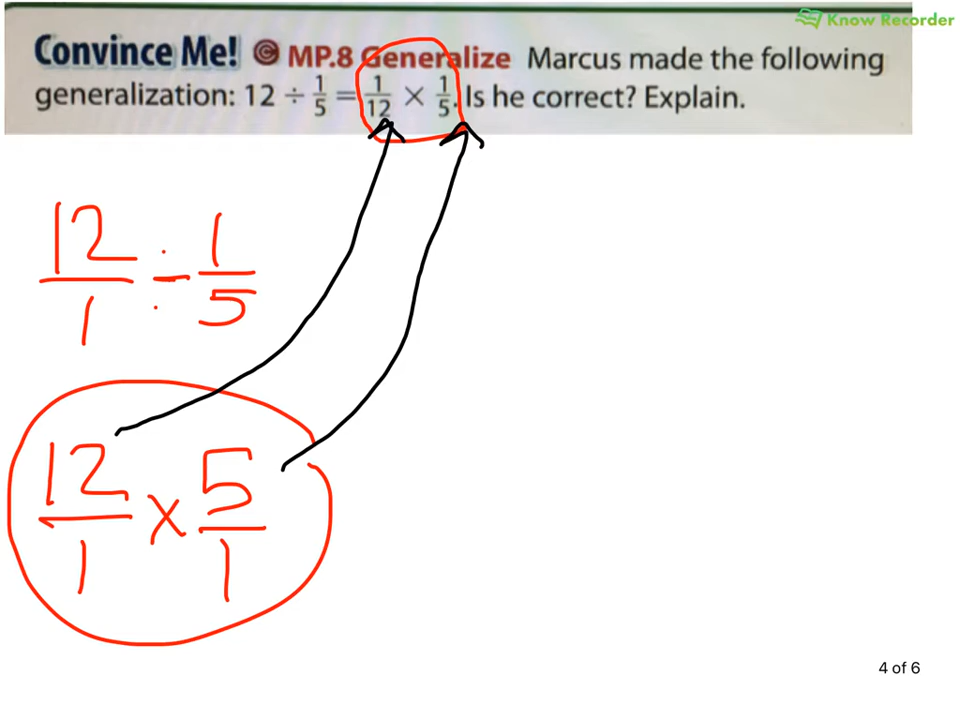 Know Recorder
Convince Me! © MP.8 Generalize Marcus made the following
generalization: 12 ÷ 1/5 = 1/12 × 1/5. Is he correct? Explain.
12/1 ÷ 1/5
12/1 × 5/1
4 of 6